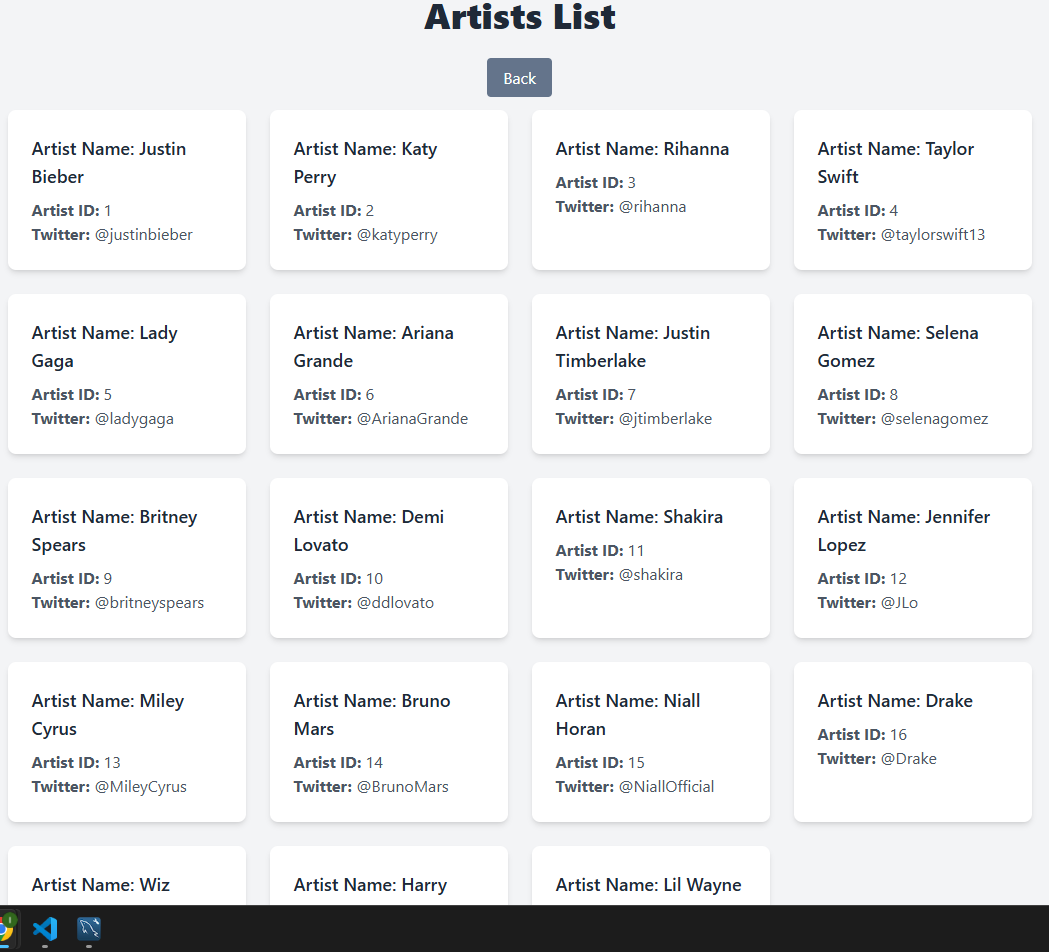 Artists List
Back
Artist Name: Justin
Bieber
Artist ID: 1
Twitter: @justinbieber
Artist Name: Katy
Perry
Artist ID: 2
Twitter: @katyperry
Artist Name: Rihanna
Artist ID: 3
Twitter: @rihanna
Artist Name: Taylor
Swift
Artist ID: 4
Twitter: @taylorswift13
Artist Name: Lady
Gaga
Artist ID: 5
Twitter: @ladygaga
Artist Name: Ariana
Grande
Artist ID: 6
Twitter: @ArianaGrande
Artist Name: Justin
Timberlake
Artist ID: 7
Twitter: @jtimberlake
Artist Name: Selena
Gomez
Artist ID: 8
Twitter: @selenagomez
Artist Name: Britney
Spears
Artist ID: 9
Twitter: @britneyspears
Artist Name: Demi
Lovato
Artist ID: 10
Twitter: @ddlovato
Artist Name: Shakira
Artist ID: 11
Twitter: @shakira
Artist Name: Jennifer
Lopez
Artist ID: 12
Twitter: @JLo
Artist Name: Miley
Cyrus
Artist ID: 13
Twitter: @MileyCyrus
Artist Name: Bruno
Mars
Artist ID: 14
Twitter: @BrunoMars
Artist Name: Niall
Horan
Artist ID: 15
Twitter: @NiallOfficial
Artist Name: Drake
Artist ID: 16
Twitter: @Drake
Artist Name: Wiz
Artist Name: Harry
Artist Name: Lil Wayne